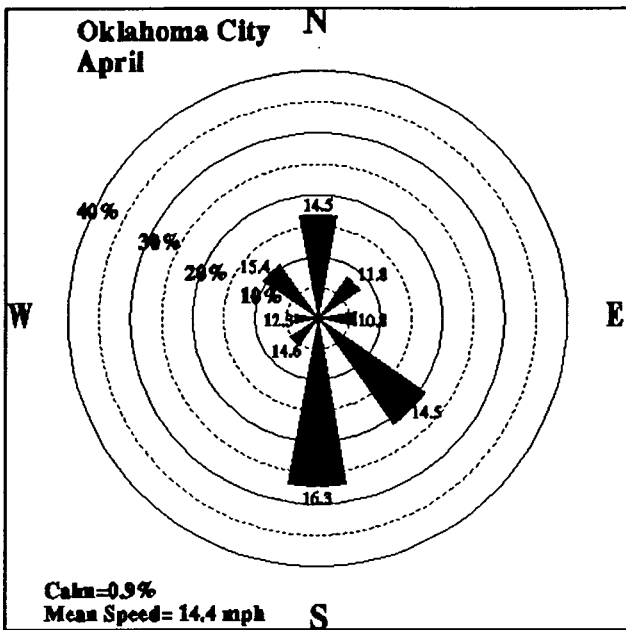 N
Oklahoma City
April
40%
30%
20%
10%
14.5
15.4
11.8
W
12.3
10.8
E
14.6
14.5
16.3
Calm=0.9%
Mean Speed= 14.4 mph
S